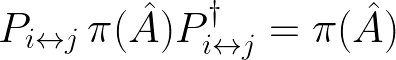 $P_{i \leftrightarrow j} \, \pi(\hat{A}) P_{i \leftrightarrow j}^{\dagger} = \pi(\hat{A})$